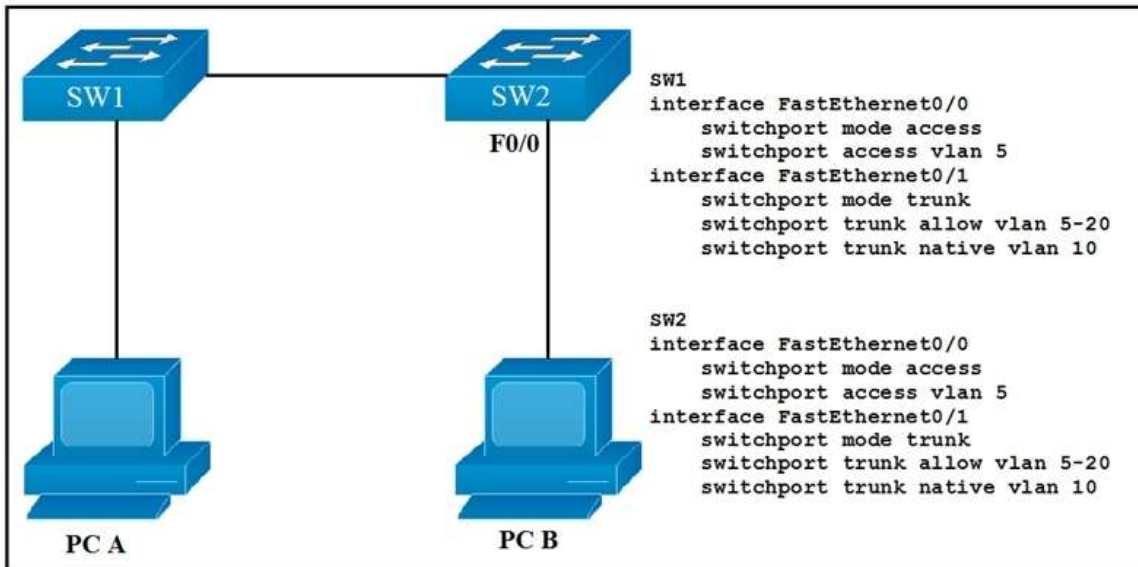 SW1
SW2
F0/0
PC A
PC B
SW1
interface FastEthernet0/0
switchport mode access
switchport access vlan 5
interface FastEthernet0/1
switchport mode trunk
switchport trunk allow vlan 5-20
switchport trunk native vlan 10
SW2
interface FastEthernet0/0
switchport mode access
switchport access vlan 5
interface FastEthernet0/1
switchport mode trunk
switchport trunk allow vlan 5-20
switchport trunk native vlan 10